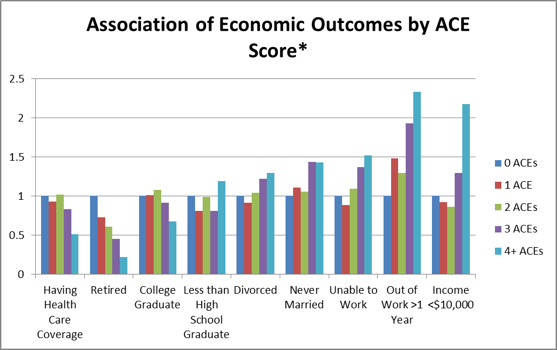 Association of Economic Outcomes by ACE
Score*
2.5
2
1.5
1
0.5
0
Having
Health
Care
Coverage
Retired
College
Graduate
Less than
High
School
Graduate
Divorced
Never
Married
Unable to
Work
Out of
Work >1
Year
Income
<$10,000
0 ACEs
1 ACE
2 ACEs
3 ACEs
4+ ACEs